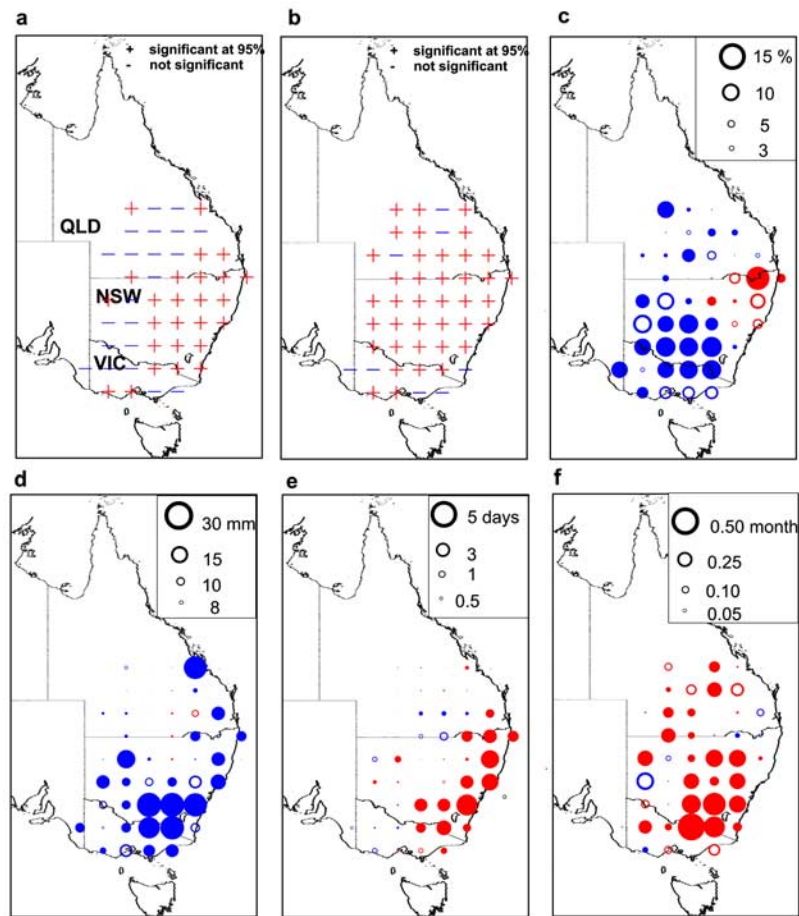 a
+ significant at 95%
- not significant
QLD
NSW
VIC
b
+ significant at 95%
- not significant
c
15 %
10
5
3
d
30 mm
15
10
8
e
5 days
3
1
0.5
f
0.50 month
0.25
0.10
0.05